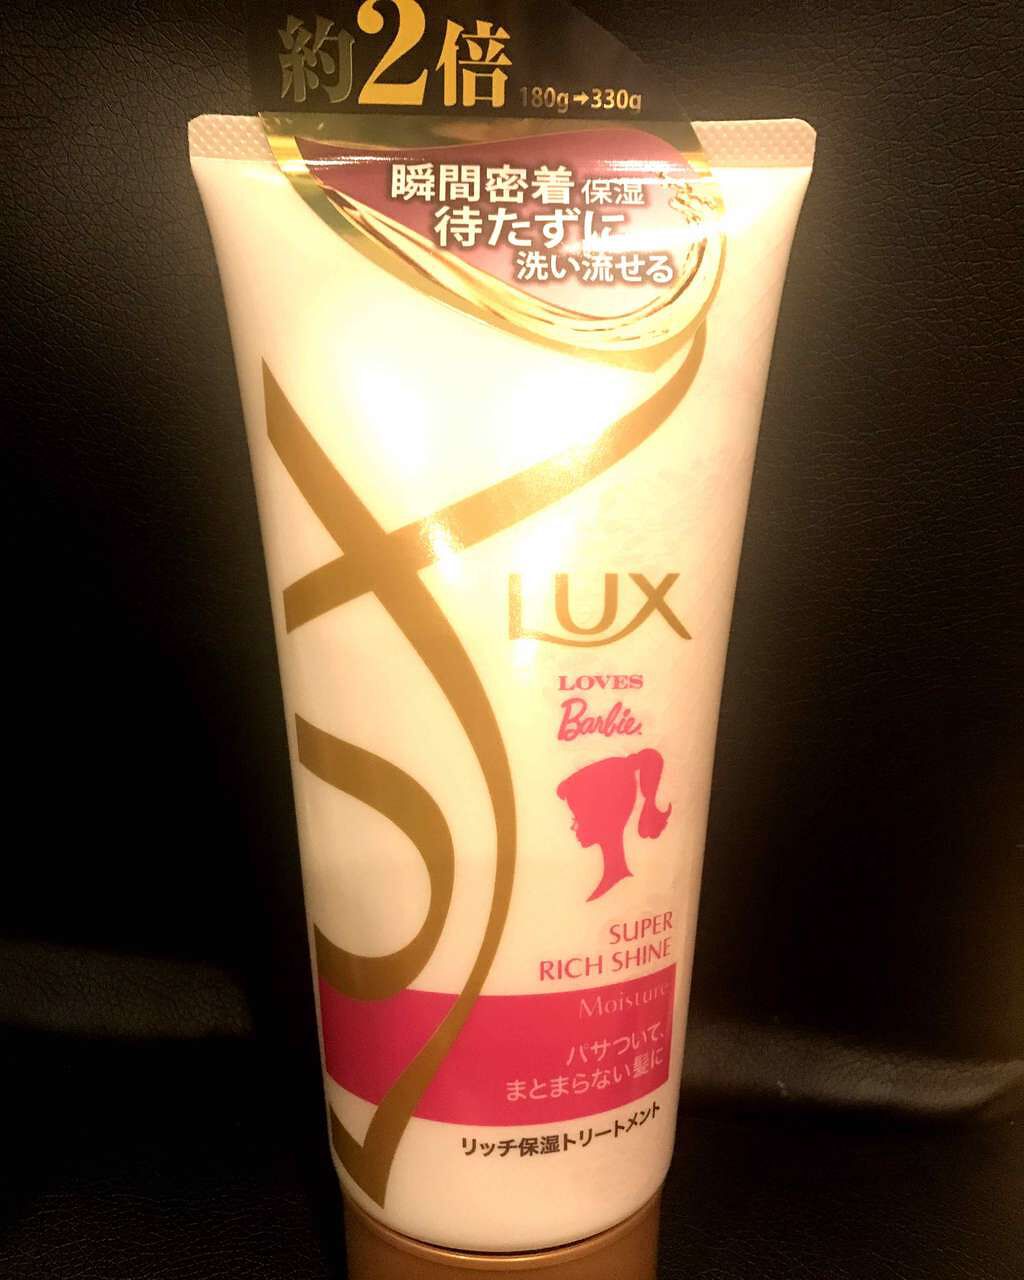 約2倍 180g→330g
瞬間密着 保湿
待たずに
洗い流せる
LUX
LOVES
Barbie
SUPER
RICH SHINE
Moisture
パサついて、
まとまらない髪に
リッチ保湿トリートメント